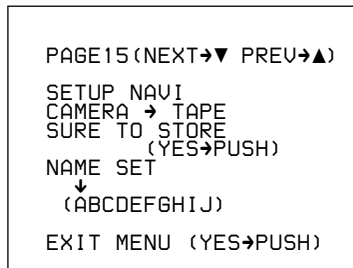 PAGE15(NEXT➔▼ PREV➔▲)
SETUP NAVI
CAMERA ➔ TAPE
SURE TO STORE
(YES➔PUSH)
NAME SET
↓
(ABCDEFGHIJ)
EXIT MENU (YES➔PUSH)